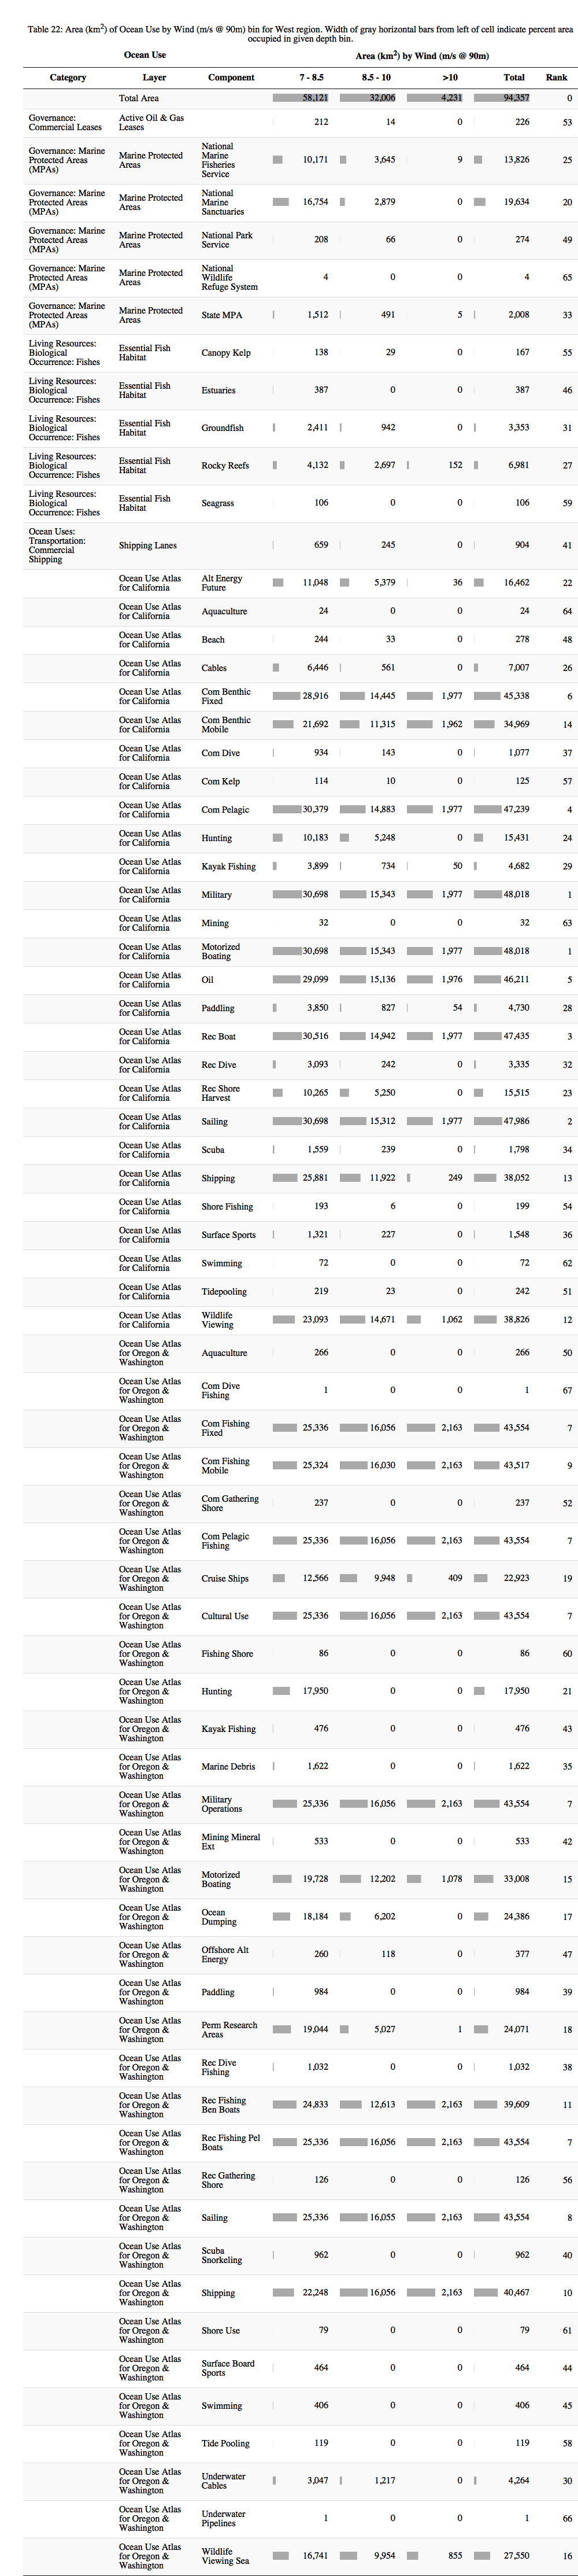 Table 22: Area (km2) of Ocean Use by Wind (m/s @ 90m) bin for West region. Width of gray horizontal bars from left of cell indicate percent area
occupied in given depth bin.
Ocean Use Area (km2) by Wind (m/s @ 90m)
Category Layer Component 7 - 8.5 8.5 - 10 >10 Total Rank
Total Area 58,121 32,006 4,231 94,357 0
Governance: Commercial Leases Active Oil & Gas Leases 212 14 0 226 53
Governance: Marine Protected Areas (MPAs) Marine Protected Areas National Marine Fisheries Service 10,171 3,645 9 13,826 25
Governance: Marine Protected Areas (MPAs) Marine Protected Areas National Marine Sanctuaries 16,754 2,879 0 19,634 20
Governance: Marine Protected Areas (MPAs) Marine Protected Areas National Park Service 208 66 0 274 49
Governance: Marine Protected Areas (MPAs) Marine Protected Areas National Wildlife Refuge System 4 0 0 4 65
Governance: Marine Protected Areas (MPAs) Marine Protected Areas State MPA 1,512 491 5 2,008 33
Living Resources: Biological Occurrence: Fishes Essential Fish Habitat Canopy Kelp 138 29 0 167 55
Living Resources: Biological Occurrence: Fishes Essential Fish Habitat Estuaries 387 0 0 387 46
Living Resources: Biological Occurrence: Fishes Essential Fish Habitat Groundfish 2,411 942 0 3,353 31
Living Resources: Biological Occurrence: Fishes Essential Fish Habitat Rocky Reefs 4,132 2,697 152 6,981 27
Living Resources: Biological Occurrence: Fishes Essential Fish Habitat Seagrass 106 0 0 106 59
Ocean Uses: Transportation: Commercial Shipping Shipping Lanes 659 245 0 904 41
Ocean Use Atlas for California Alt Energy Future 11,048 5,379 36 16,462 22
Ocean Use Atlas for California Aquaculture 24 0 0 24 64
Ocean Use Atlas for California Beach 244 33 0 278 48
Ocean Use Atlas for California Cables 6,446 561 0 7,007 26
Ocean Use Atlas for California Com Benthic Fixed 28,916 14,445 1,977 45,338 6
Ocean Use Atlas for California Com Benthic Mobile 21,692 11,315 1,962 34,969 14
Ocean Use Atlas for California Com Dive 934 143 0 1,077 37
Ocean Use Atlas for California Com Kelp 114 10 0 125 57
Ocean Use Atlas for California Com Pelagic 30,379 14,883 1,977 47,239 4
Ocean Use Atlas for California Hunting 10,183 5,248 0 15,431 24
Ocean Use Atlas for California Kayak Fishing 3,899 734 50 4,682 29
Ocean Use Atlas for California Military 30,698 15,343 1,977 48,018 1
Ocean Use Atlas for California Mining 32 0 0 32 63
Ocean Use Atlas for California Motorized Boating 30,698 15,343 1,977 48,018 1
Ocean Use Atlas for California Oil 29,099 15,136 1,976 46,211 5
Ocean Use Atlas for California Paddling 3,850 827 54 4,730 28
Ocean Use Atlas for California Rec Boat 30,516 14,942 1,977 47,435 3
Ocean Use Atlas for California Rec Dive 3,093 242 0 3,335 32
Ocean Use Atlas for California Rec Shore Harvest 10,265 5,250 0 15,515 23
Ocean Use Atlas for California Sailing 30,698 15,312 1,977 47,986 2
Ocean Use Atlas for California Scuba 1,559 239 0 1,798 34
Ocean Use Atlas for California Shipping 25,881 11,922 249 38,052 13
Ocean Use Atlas for California Shore Fishing 193 6 0 199 54
Ocean Use Atlas for California Surface Sports 1,321 227 0 1,548 36
Ocean Use Atlas for California Swimming 72 0 0 72 62
Ocean Use Atlas for California Tidepooling 219 23 0 242 51
Ocean Use Atlas for California Wildlife Viewing 23,093 14,671 1,062 38,826 12
Ocean Use Atlas for Oregon & Washington Aquaculture 266 0 0 266 50
Ocean Use Atlas for Oregon & Washington Com Dive Fishing 1 0 0 1 67
Ocean Use Atlas for Oregon & Washington Com Fishing Fixed 25,336 16,056 2,163 43,554 7
Ocean Use Atlas for Oregon & Washington Com Fishing Mobile 25,324 16,030 2,163 43,517 9
Ocean Use Atlas for Oregon & Washington Com Gathering Shore 237 0 0 237 52
Ocean Use Atlas for Oregon & Washington Com Pelagic Fishing 25,336 16,056 2,163 43,554 7
Ocean Use Atlas for Oregon & Washington Cruise Ships 12,566 9,948 409 22,923 19
Ocean Use Atlas for Oregon & Washington Cultural Use 25,336 16,056 2,163 43,554 7
Ocean Use Atlas for Oregon & Washington Fishing Shore 86 0 0 86 60
Ocean Use Atlas for Oregon & Washington Hunting 17,950 0 0 17,950 21
Ocean Use Atlas for Oregon & Washington Kayak Fishing 476 0 0 476 43
Ocean Use Atlas for Oregon & Washington Marine Debris 1,622 0 0 1,622 35
Ocean Use Atlas for Oregon & Washington Military Operations 25,336 16,056 2,163 43,554 7
Ocean Use Atlas for Oregon & Washington Mining Mineral Ext 533 0 0 533 42
Ocean Use Atlas for Oregon & Washington Motorized Boating 19,728 12,202 1,078 33,008 15
Ocean Use Atlas for Oregon & Washington Ocean Dumping 18,184 6,202 0 24,386 17
Ocean Use Atlas for Oregon & Washington Offshore Alt Energy 260 118 0 377 47
Ocean Use Atlas for Oregon & Washington Paddling 984 0 0 984 39
Ocean Use Atlas for Oregon & Washington Perm Research Areas 19,044 5,027 1 24,071 18
Ocean Use Atlas for Oregon & Washington Rec Dive Fishing 1,032 0 0 1,032 38
Ocean Use Atlas for Oregon & Washington Rec Fishing Ben Boats 24,833 12,613 2,163 39,609 11
Ocean Use Atlas for Oregon & Washington Rec Fishing Pel Boats 25,336 16,056 2,163 43,554 7
Ocean Use Atlas for Oregon & Washington Rec Gathering Shore 126 0 0 126 56
Ocean Use Atlas for Oregon & Washington Sailing 25,336 16,055 2,163 43,554 8
Ocean Use Atlas for Oregon & Washington Scuba Snorkeling 962 0 0 962 40
Ocean Use Atlas for Oregon & Washington Shipping 22,248 16,056 2,163 40,467 10
Ocean Use Atlas for Oregon & Washington Shore Use 79 0 0 79 61
Ocean Use Atlas for Oregon & Washington Surface Board Sports 464 0 0 464 44
Ocean Use Atlas for Oregon & Washington Swimming 406 0 0 406 45
Ocean Use Atlas for Oregon & Washington Tide Pooling 119 0 0 119 58
Ocean Use Atlas for Oregon & Washington Underwater Cables 3,047 1,217 0 4,264 30
Ocean Use Atlas for Oregon & Washington Underwater Pipelines 1 0 0 1 66
Ocean Use Atlas for Oregon & Washington Wildlife Viewing Sea 16,741 9,954 855 27,550 16